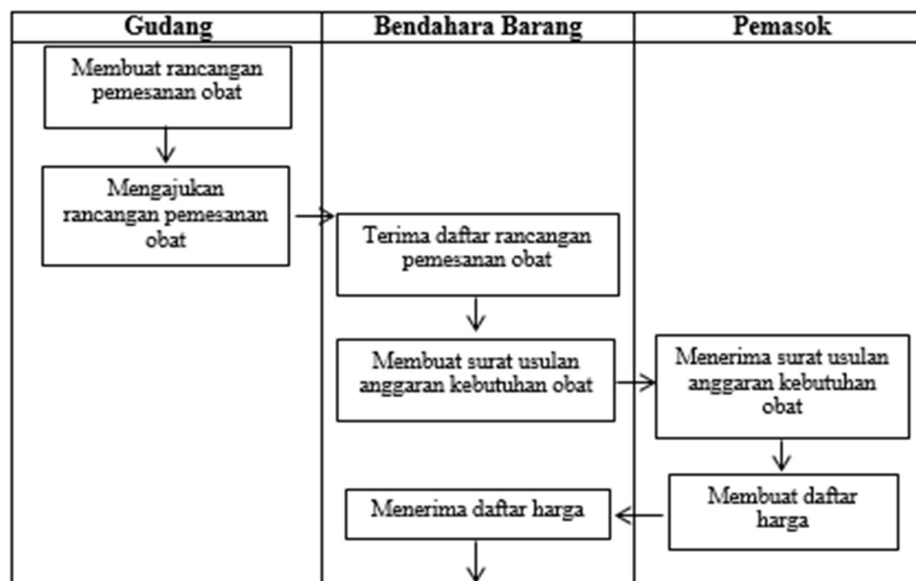 Gudang
Bendahara Barang
Pemasok
Membuat rancangan
pemesanan obat
Mengajukan
rancangan pemesanan
obat
Terima daftar rancangan
pemesanan obat
Membuat surat usulan
anggaran kebutuhan obat
Menerima surat usulan
anggaran kebutuhan
obat
Membuat daftar
harga
Menerima daftar harga